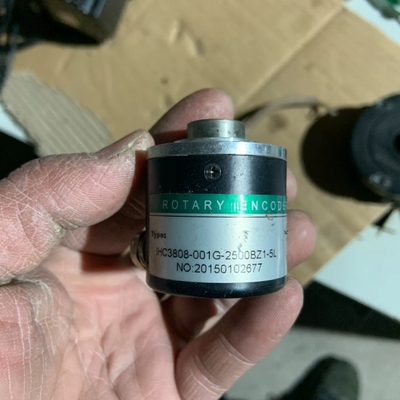 ROTARY ENCODE
Type:
IHC3808-001G-2500BZ1-5L
NO:20150102677